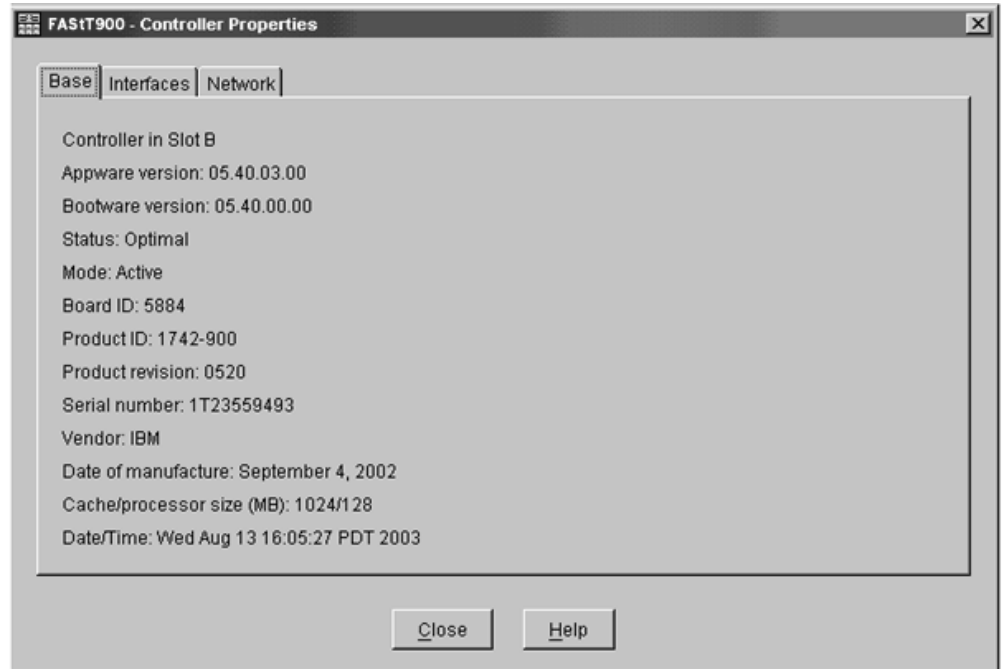 FAStT900 - Controller Properties
Base Interfaces Network
Controller in Slot B
Appware version: 05.40.03.00
Bootware version: 05.40.00.00
Status: Optimal
Mode: Active
Board ID: 5884
Product ID: 1742-900
Product revision: 0520
Serial number: 1T23559493
Vendor: IBM
Date of manufacture: September 4, 2002
Cache/processor size (MB): 1024/128
Date/Time: Wed Aug 13 16:05:27 PDT 2003
Close Help